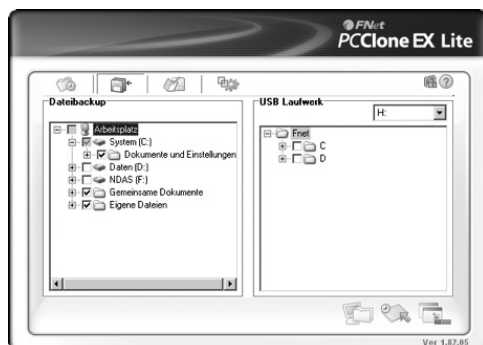 FNet
PCClone EX Lite
Dateibackup
Arbeitsplatz
System (C:)
Dokumente und Einstellungen
Daten (D:)
NDAS (F:)
Gemeinsame Dokumente
Eigene Dateien
USB Laufwerk
H:
Fnet
C
D
Ver 1.82.05